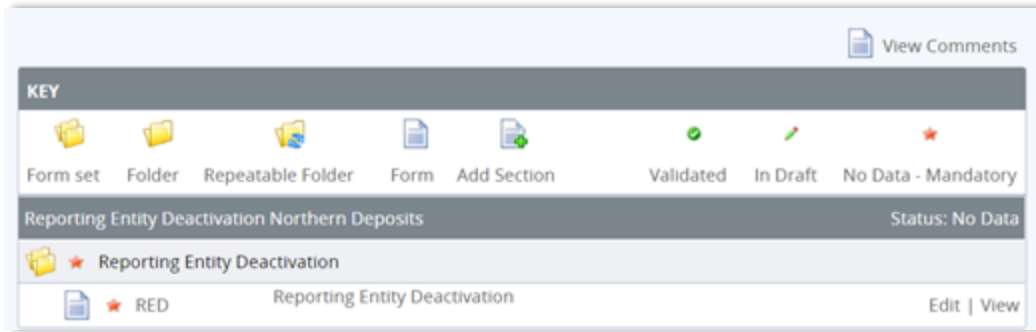 View Comments
KEY
Form set Folder Repeatable Folder Form Add Section Validated In Draft No Data - Mandatory
Reporting Entity Deactivation Northern Deposits Status: No Data
Reporting Entity Deactivation
RED Reporting Entity Deactivation Edit | View